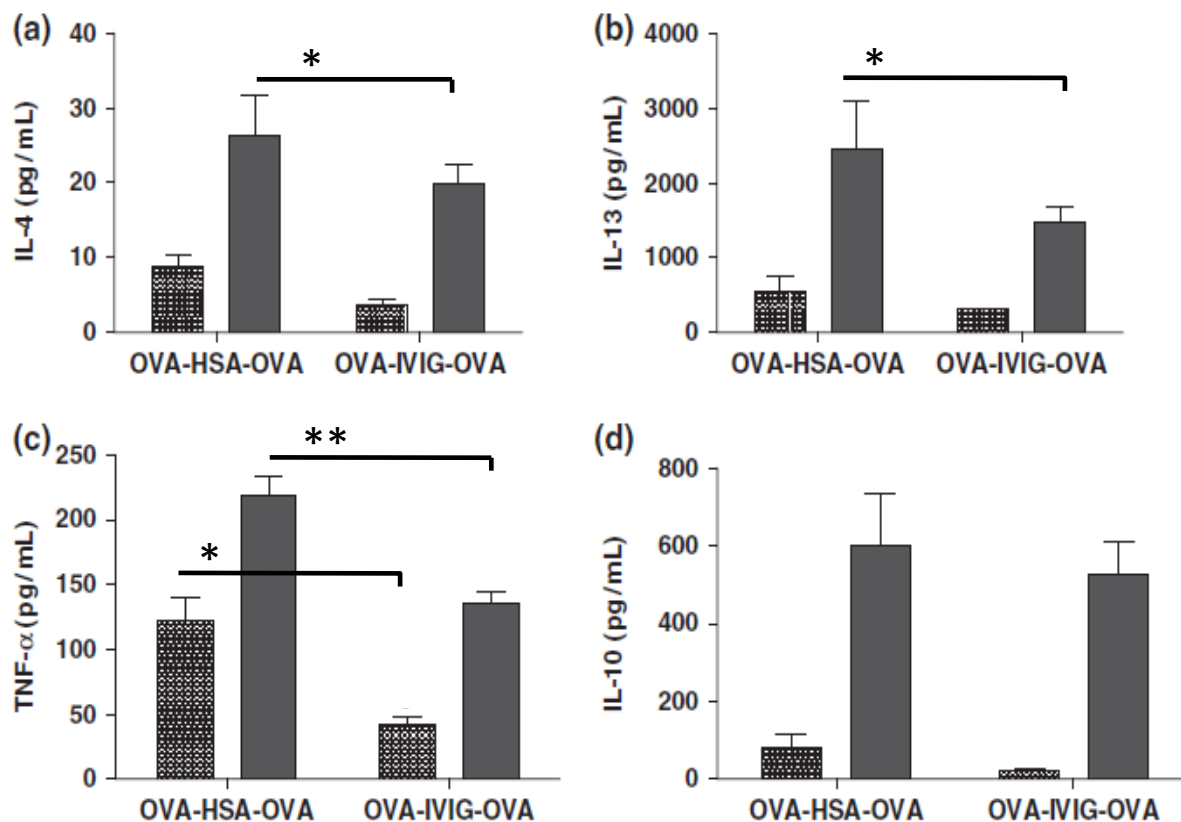 (a)
IL-4 (pg/mL)
40
30
20
10
0
*
OVA-HSA-OVA OVA-IVIG-OVA
(b)
IL-13 (pg/mL)
4000
3000
2000
1000
0
*
OVA-HSA-OVA OVA-IVIG-OVA
(c)
TNF-α (pg/mL)
250
200
150
100
50
0
**
*
OVA-HSA-OVA OVA-IVIG-OVA
(d)
IL-10 (pg/mL)
800
600
400
200
0
OVA-HSA-OVA OVA-IVIG-OVA